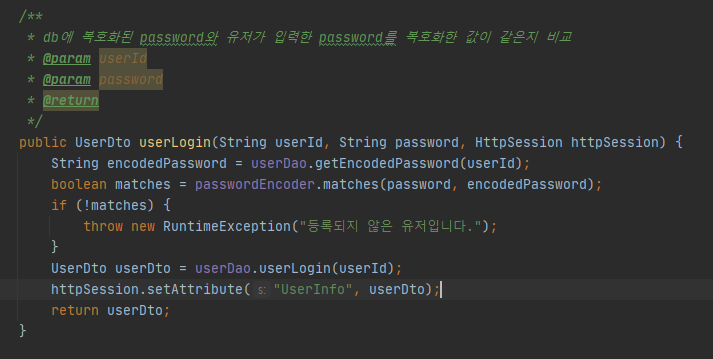 /**
 * db에 복호화된 password와 유저가 입력한 password를 복호화한 값이 같은지 비교
 * @param userId
 * @param password
 * @return
 */
public UserDto userLogin(String userId, String password, HttpSession httpSession) {
    String encodedPassword = userDao.getEncodedPassword(userId);
    boolean matches = passwordEncoder.matches(password, encodedPassword);
    if (!matches) {
        throw new RuntimeException("등록되지 않은 유저입니다.");
    }
    UserDto userDto = userDao.userLogin(userId);
    httpSession.setAttribute( s: "UserInfo", userDto);
    return userDto;
}